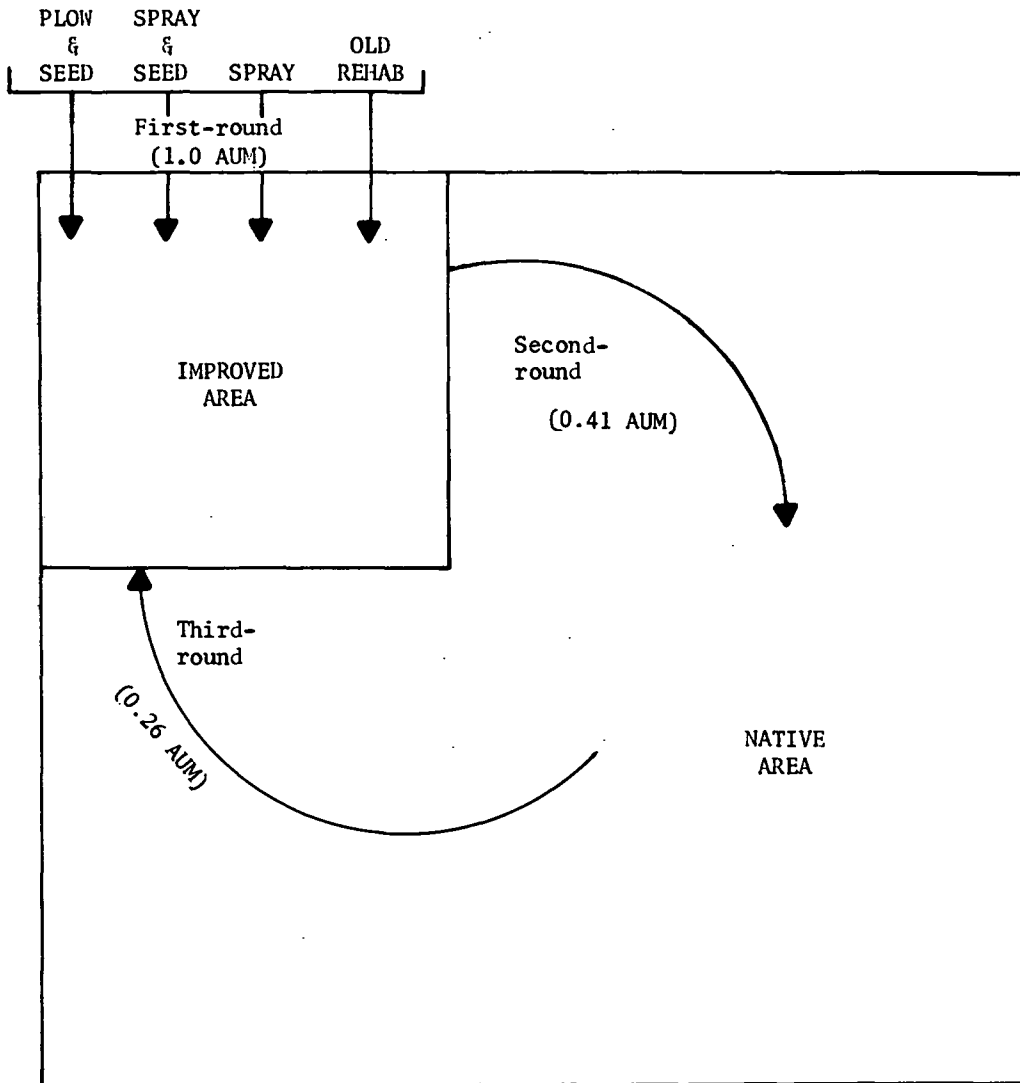 PLOW
&
SEED
SPRAY
&
SEED
SPRAY
OLD
REHAB
First-round
(1.0 AUM)
IMPROVED
AREA
Second-
round
(0.41 AUM)
Third-
round
(0.26 AUM)
NATIVE
AREA